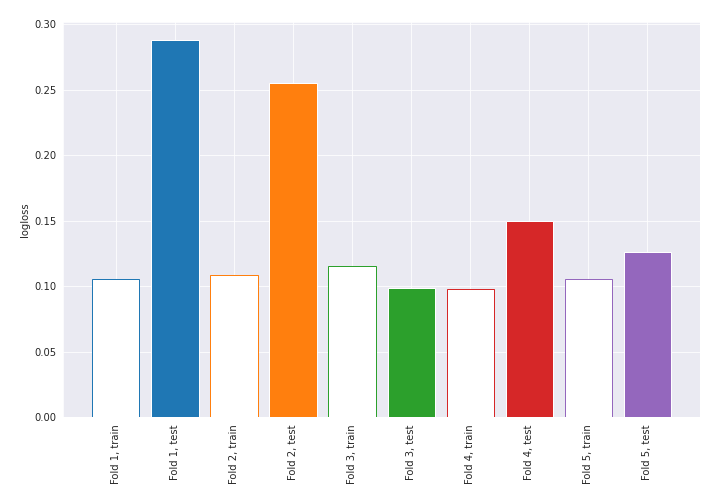 0.30
0.25
0.20
0.15
0.10
0.05
0.00
logloss
Fold 1, train
Fold 1, test
Fold 2, train
Fold 2, test
Fold 3, train
Fold 3, test
Fold 4, train
Fold 4, test
Fold 5, train
Fold 5, test